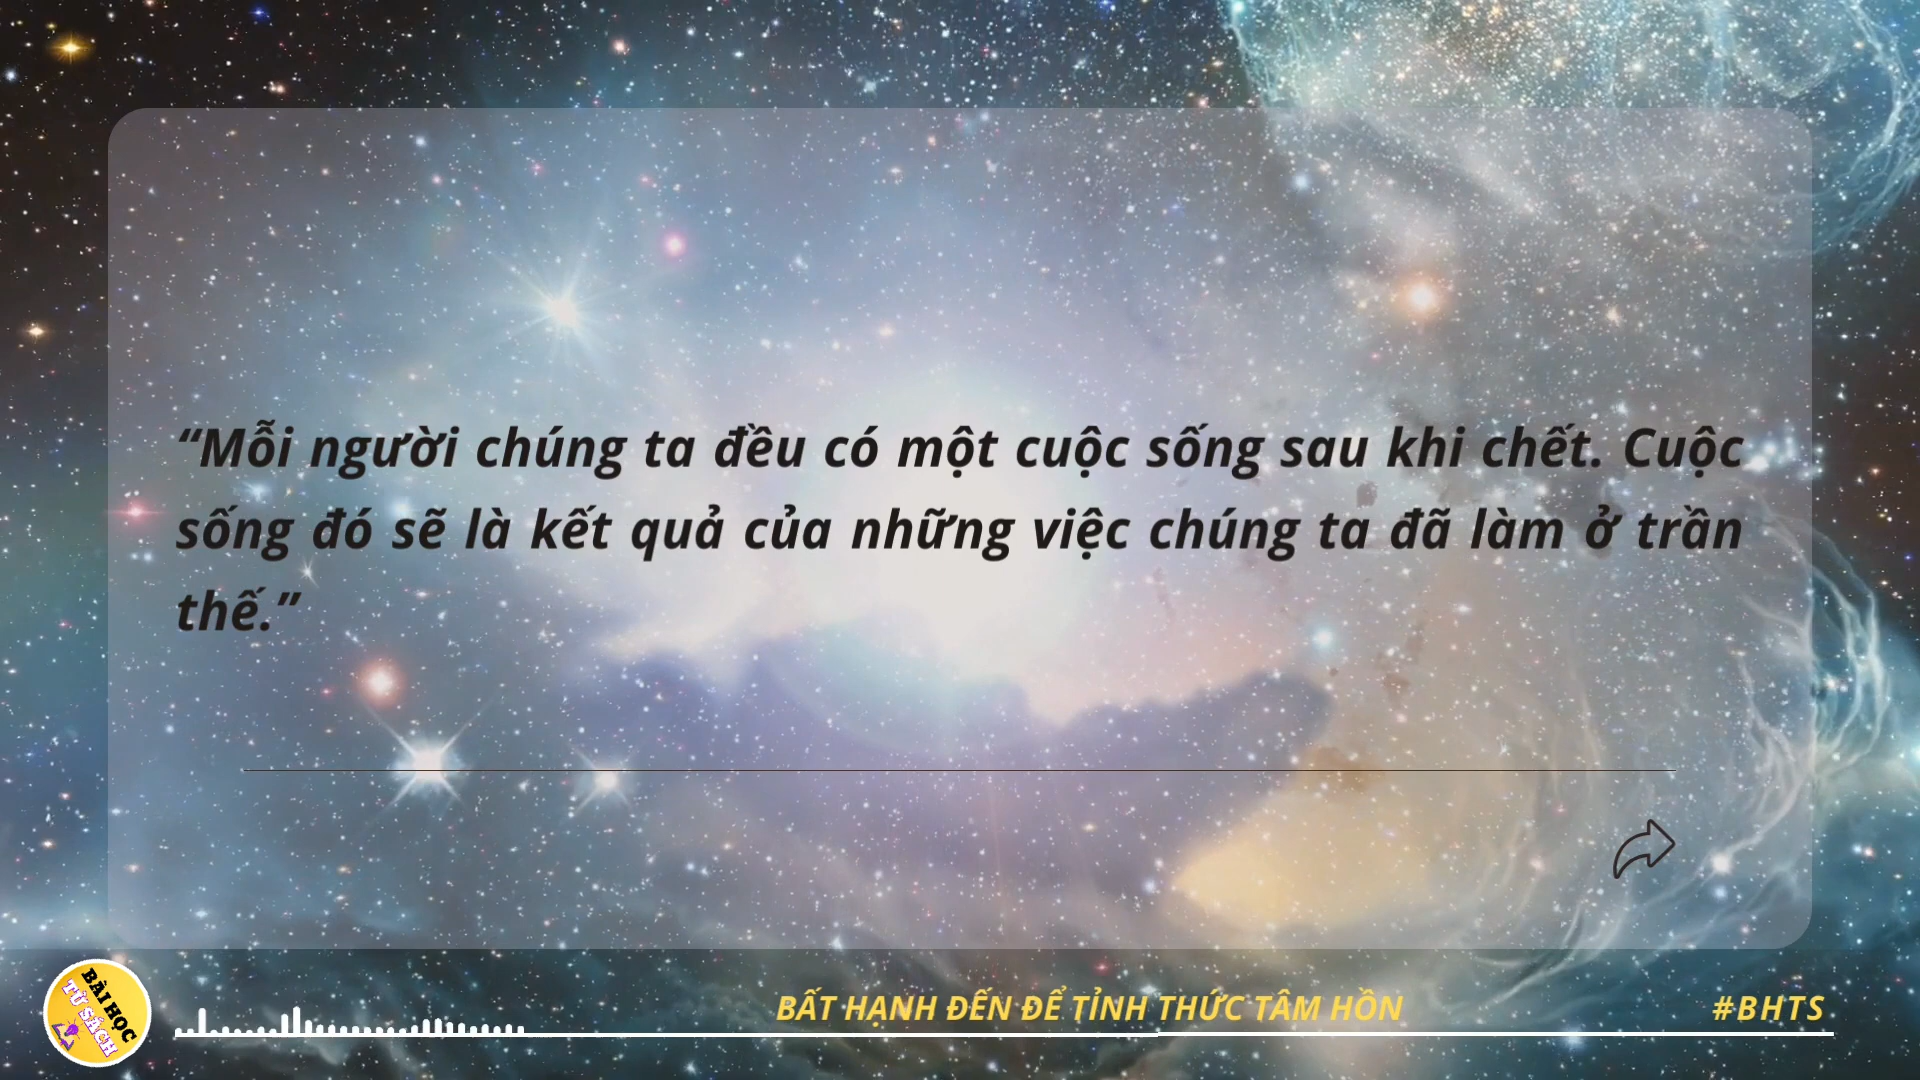 “Mỗi người chúng ta đều có một cuộc sống sau khi chết. Cuộc
sống đó sẽ là kết quả của những việc chúng ta đã làm ở trần
thế.”
BÀI HỌC
TỪ SÁCH
BẤT HẠNH ĐẾN ĐỂ TỈNH THỨC TÂM HỒN
#BHTS